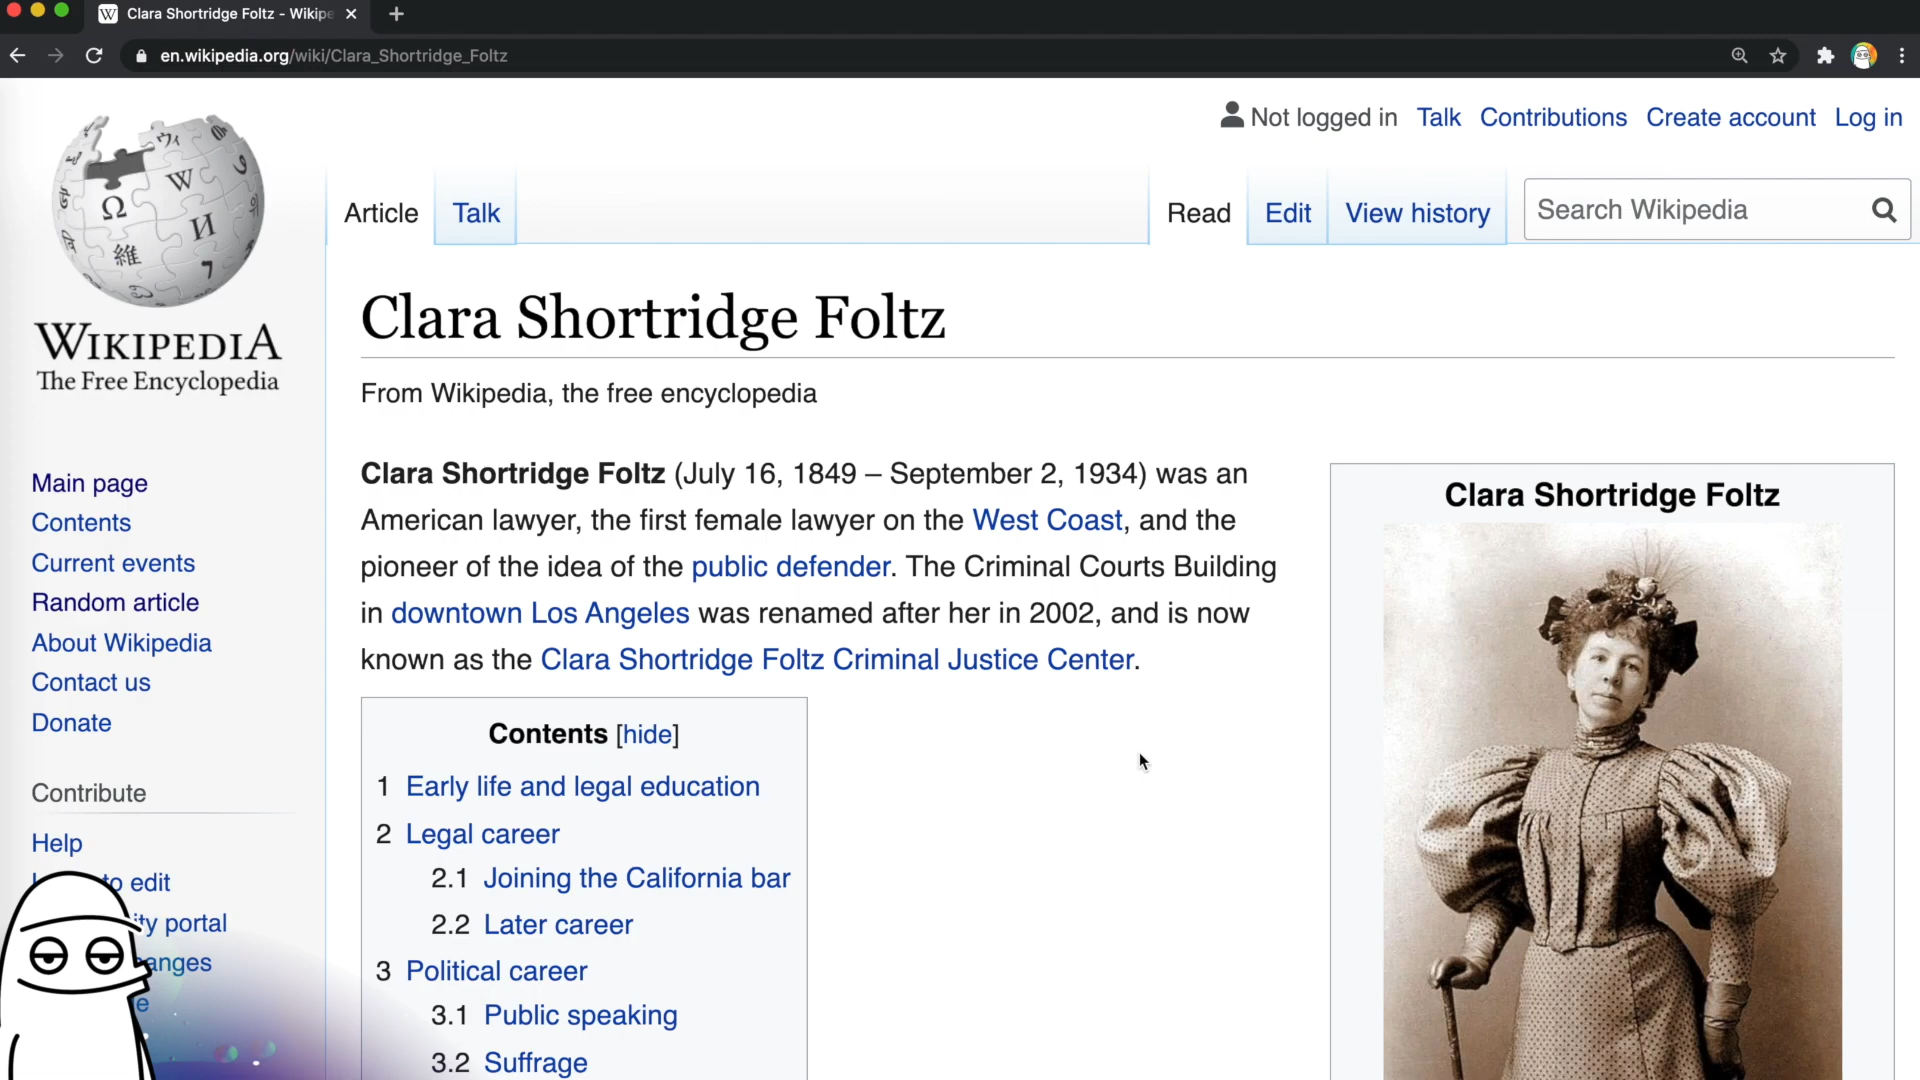 Clara Shortridge Foltz - Wikipe
en.wikipedia.org/wiki/Clara_Shortridge_Foltz
Not logged in Talk Contributions Create account Log in
Article Talk Read Edit View history Search Wikipedia
WIKIPEDIA
The Free Encyclopedia
Main page
Contents
Current events
Random article
About Wikipedia
Contact us
Donate
Contribute
Help
to edit
ity portal
anges
e
Clara Shortridge Foltz
From Wikipedia, the free encyclopedia
Clara Shortridge Foltz (July 16, 1849 – September 2, 1934) was an
American lawyer, the first female lawyer on the West Coast, and the
pioneer of the idea of the public defender. The Criminal Courts Building
in downtown Los Angeles was renamed after her in 2002, and is now
known as the Clara Shortridge Foltz Criminal Justice Center.
Contents [hide]
1 Early life and legal education
2 Legal career
2.1 Joining the California bar
2.2 Later career
3 Political career
3.1 Public speaking
3.2 Suffrage
Clara Shortridge Foltz